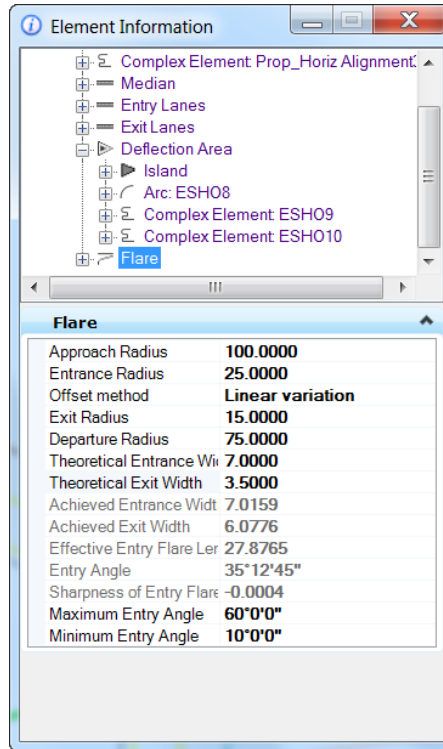 Element Information
Complex Element: Prop_Horiz Alignment
Median
Entry Lanes
Exit Lanes
Deflection Area
Island
Arc: ESHO8
Complex Element: ESHO9
Complex Element: ESHO10
Flare
Flare
Approach Radius 100.0000
Entrance Radius 25.0000
Offset method Linear variation
Exit Radius 15.0000
Departure Radius 75.0000
Theoretical Entrance Wi 7.0000
Theoretical Exit Width 3.5000
Achieved Entrance Widt 7.0159
Achieved Exit Width 6.0776
Effective Entry Flare Ler 27.8765
Entry Angle 35°12'45"
Sharpness of Entry Flare -0.0004
Maximum Entry Angle 60°0'0"
Minimum Entry Angle 10°0'0"